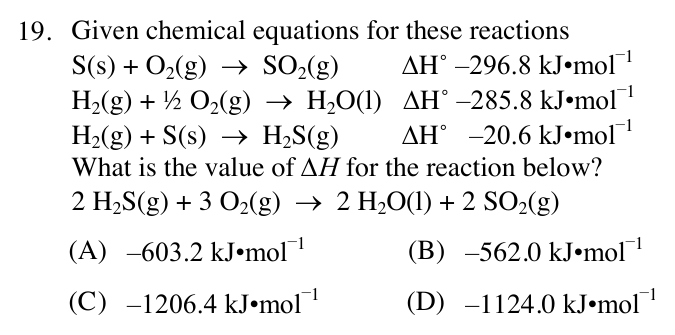 19. Given chemical equations for these reactions
S(s) + O₂(g) → SO₂(g) ΔH° –296.8 kJ•mol⁻¹
H₂(g) + ½ O₂(g) → H₂O(l) ΔH° –285.8 kJ•mol⁻¹
H₂(g) + S(s) → H₂S(g) ΔH° –20.6 kJ•mol⁻¹
What is the value of ΔH for the reaction below?
2 H₂S(g) + 3 O₂(g) → 2 H₂O(l) + 2 SO₂(g)
(A) –603.2 kJ•mol⁻¹ (B) –562.0 kJ•mol⁻¹
(C) –1206.4 kJ•mol⁻¹ (D) –1124.0 kJ•mol⁻¹